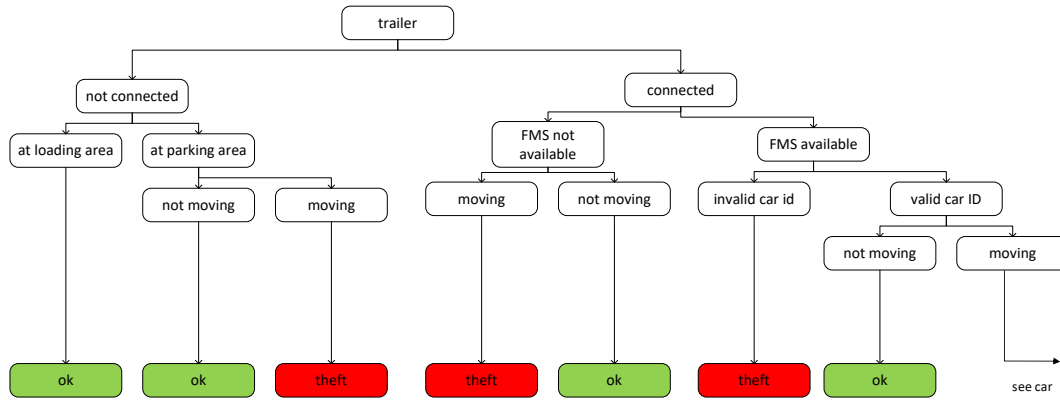 trailer
not connected
connected
at loading area
at parking area
FMS not
available
FMS available
not moving
moving
moving
not moving
invalid car id
valid car ID
not moving
moving
ok
ok
theft
theft
ok
theft
ok
see car